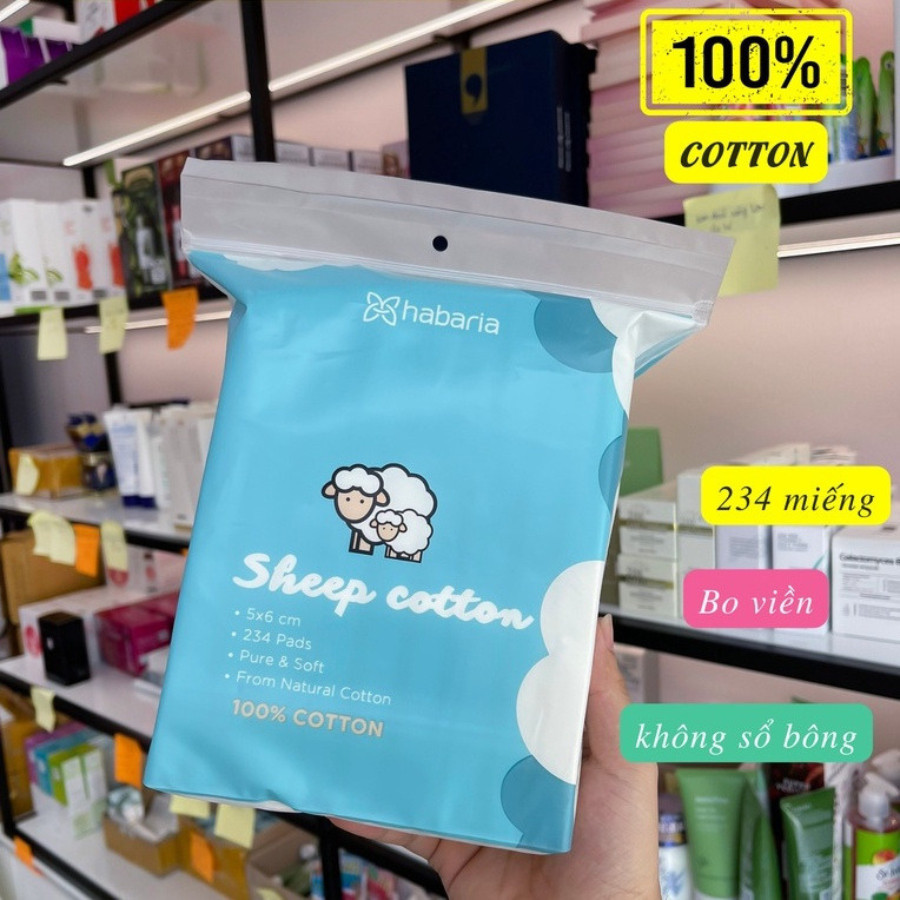 100%
COTTON
habaria
Sheep cotton
• 5x6 cm
• 234 Pads
• Pure & Soft
• From Natural Cotton
100% COTTON
234 miếng
Bo viền
không sổ bông